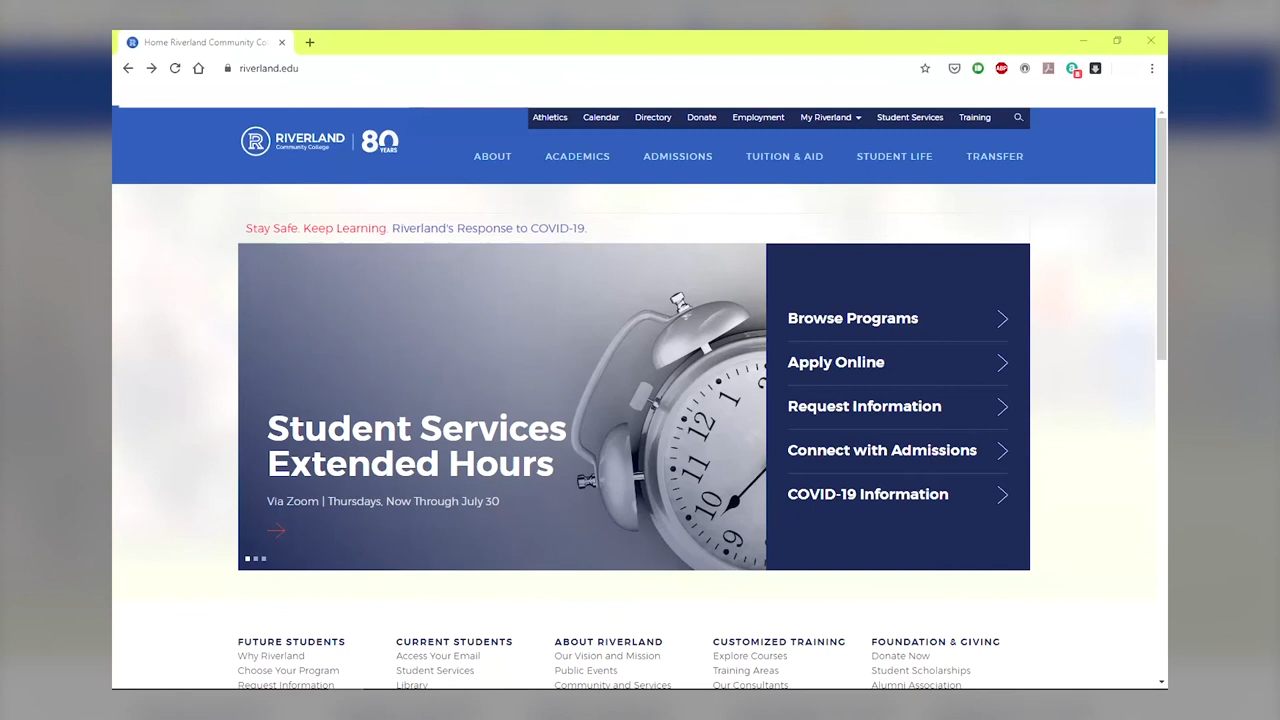 Home Riverland Community Co
riverland.edu
Athletics Calendar Directory Donate Employment My Riverland Student Services Training
RIVERLAND
Community College
80
YEARS
ABOUT ACADEMICS ADMISSIONS TUITION & AID STUDENT LIFE TRANSFER
Stay Safe. Keep Learning. Riverland's Response to COVID-19.
Browse Programs
Apply Online
Request Information
Connect with Admissions
COVID-19 Information
Student Services
Extended Hours
Via Zoom | Thursdays, Now Through July 30
12 1
11
10
9
FUTURE STUDENTS
Why Riverland
Choose Your Program
Request Information
CURRENT STUDENTS
Access Your Email
Student Services
Library
ABOUT RIVERLAND
Our Vision and Mission
Public Events
Community and Services
CUSTOMIZED TRAINING
Explore Courses
Training Areas
Our Consultants
FOUNDATION & GIVING
Donate Now
Student Scholarships
Alumni Association